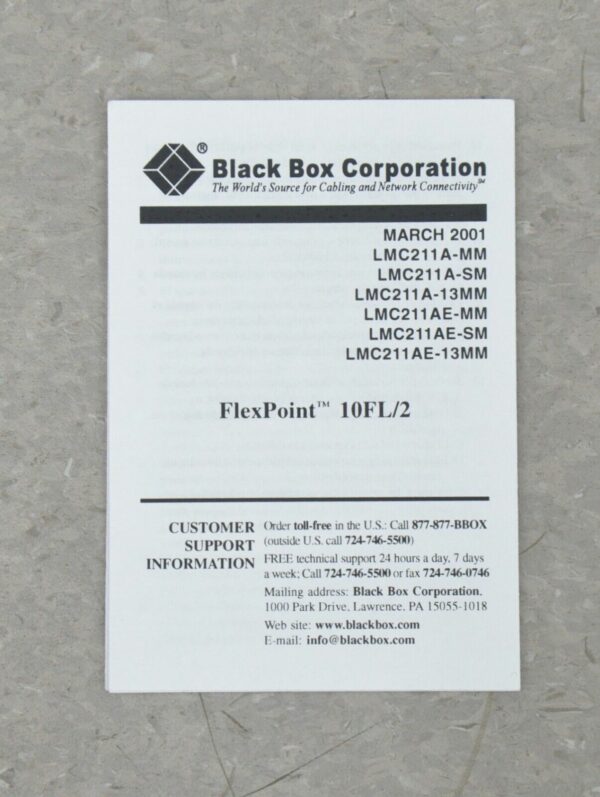 ®
Black Box Corporation
The World's Source for Cabling and Network Connectivity℠
MARCH 2001
LMC211A-MM
LMC211A-SM
LMC211A-13MM
LMC211AE-MM
LMC211AE-SM
LMC211AE-13MM
FlexPoint™ 10FL/2
CUSTOMER
SUPPORT
INFORMATION
Order toll-free in the U.S.: Call 877-877-BBOX
(outside U.S. call 724-746-5500)
FREE technical support 24 hours a day, 7 days
a week; Call 724-746-5500 or fax 724-746-0746
Mailing address: Black Box Corporation,
1000 Park Drive, Lawrence, PA 15055-1018
Web site: www.blackbox.com
E-mail: info@blackbox.com